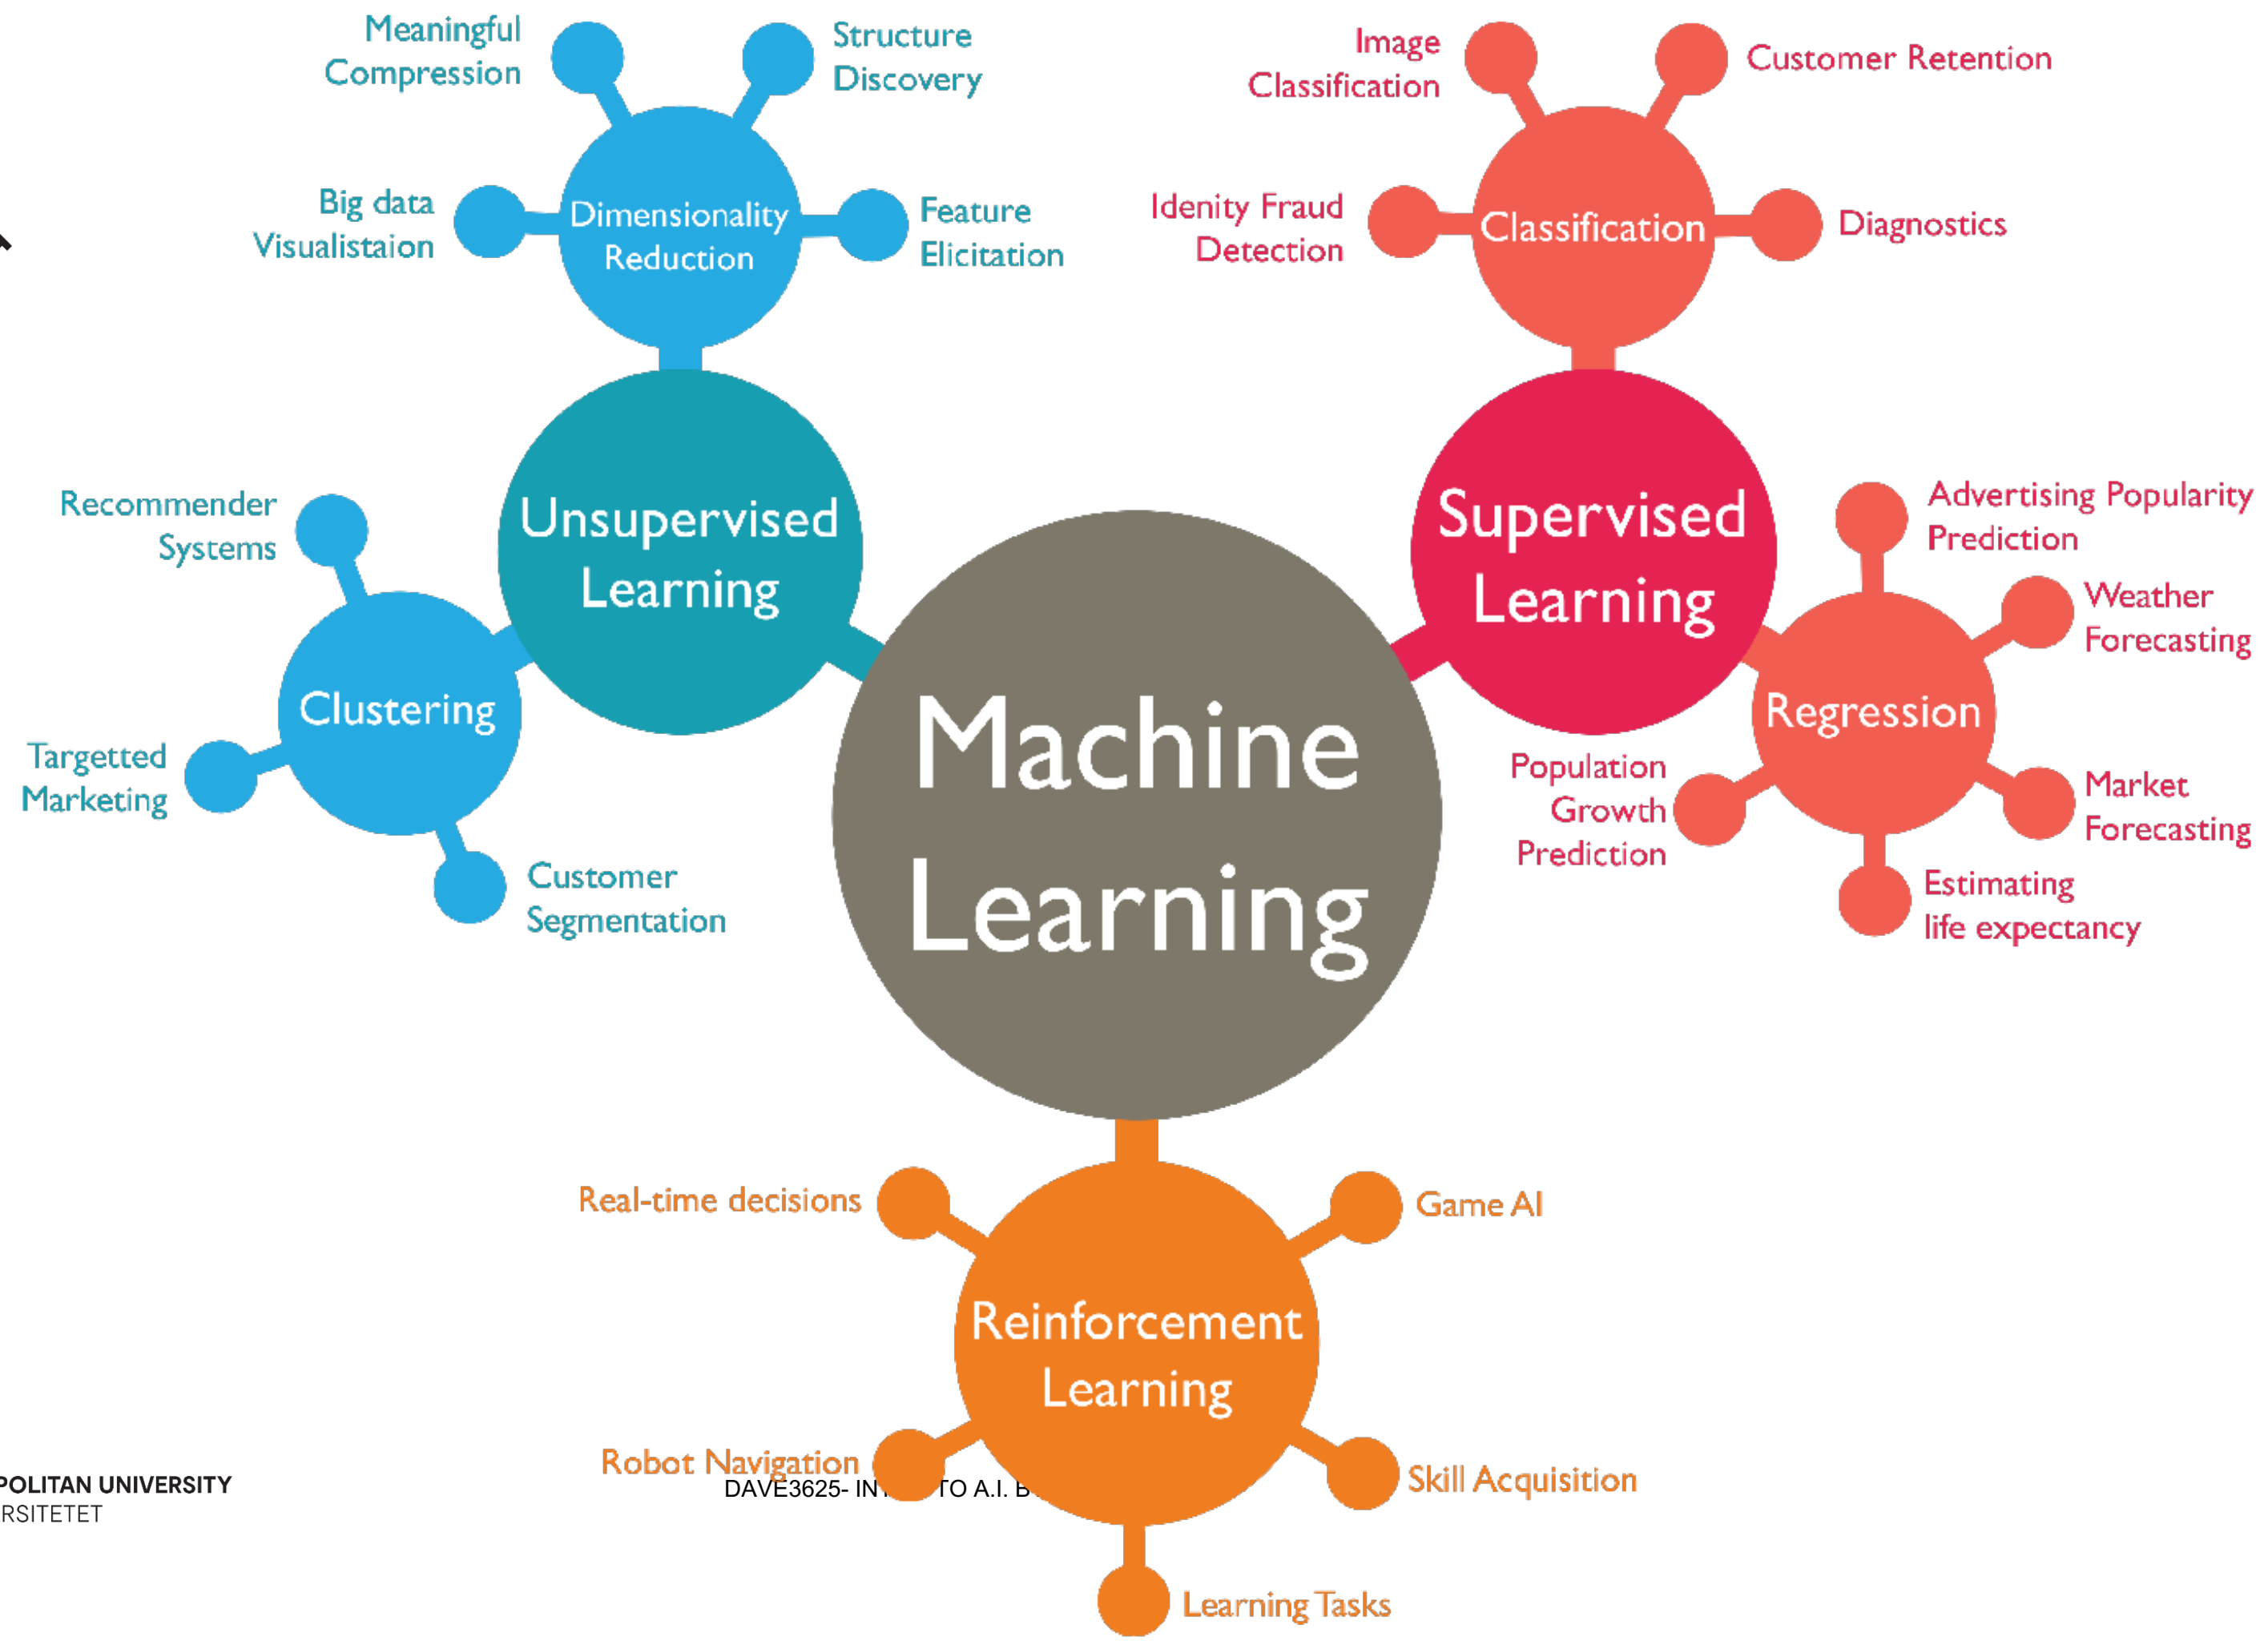 Meaningful
Compression
Structure
Discovery
Big data
Visualistaion
Dimensionality
Reduction
Feature
Elicitation
Image
Classification
Customer Retention
Idenity Fraud
Detection
Classification
Diagnostics
Recommender
Systems
Unsupervised
Learning
Clustering
Targetted
Marketing
Customer
Segmentation
Machine
Learning
Supervised
Learning
Advertising Popularity
Prediction
Weather
Forecasting
Regression
Population
Growth
Prediction
Market
Forecasting
Estimating
life expectancy
Real-time decisions
Game AI
Reinforcement
Learning
Robot Navigation
Skill Acquisition
Learning Tasks
UNIVERSITY
DAVE3625- TO A.I.